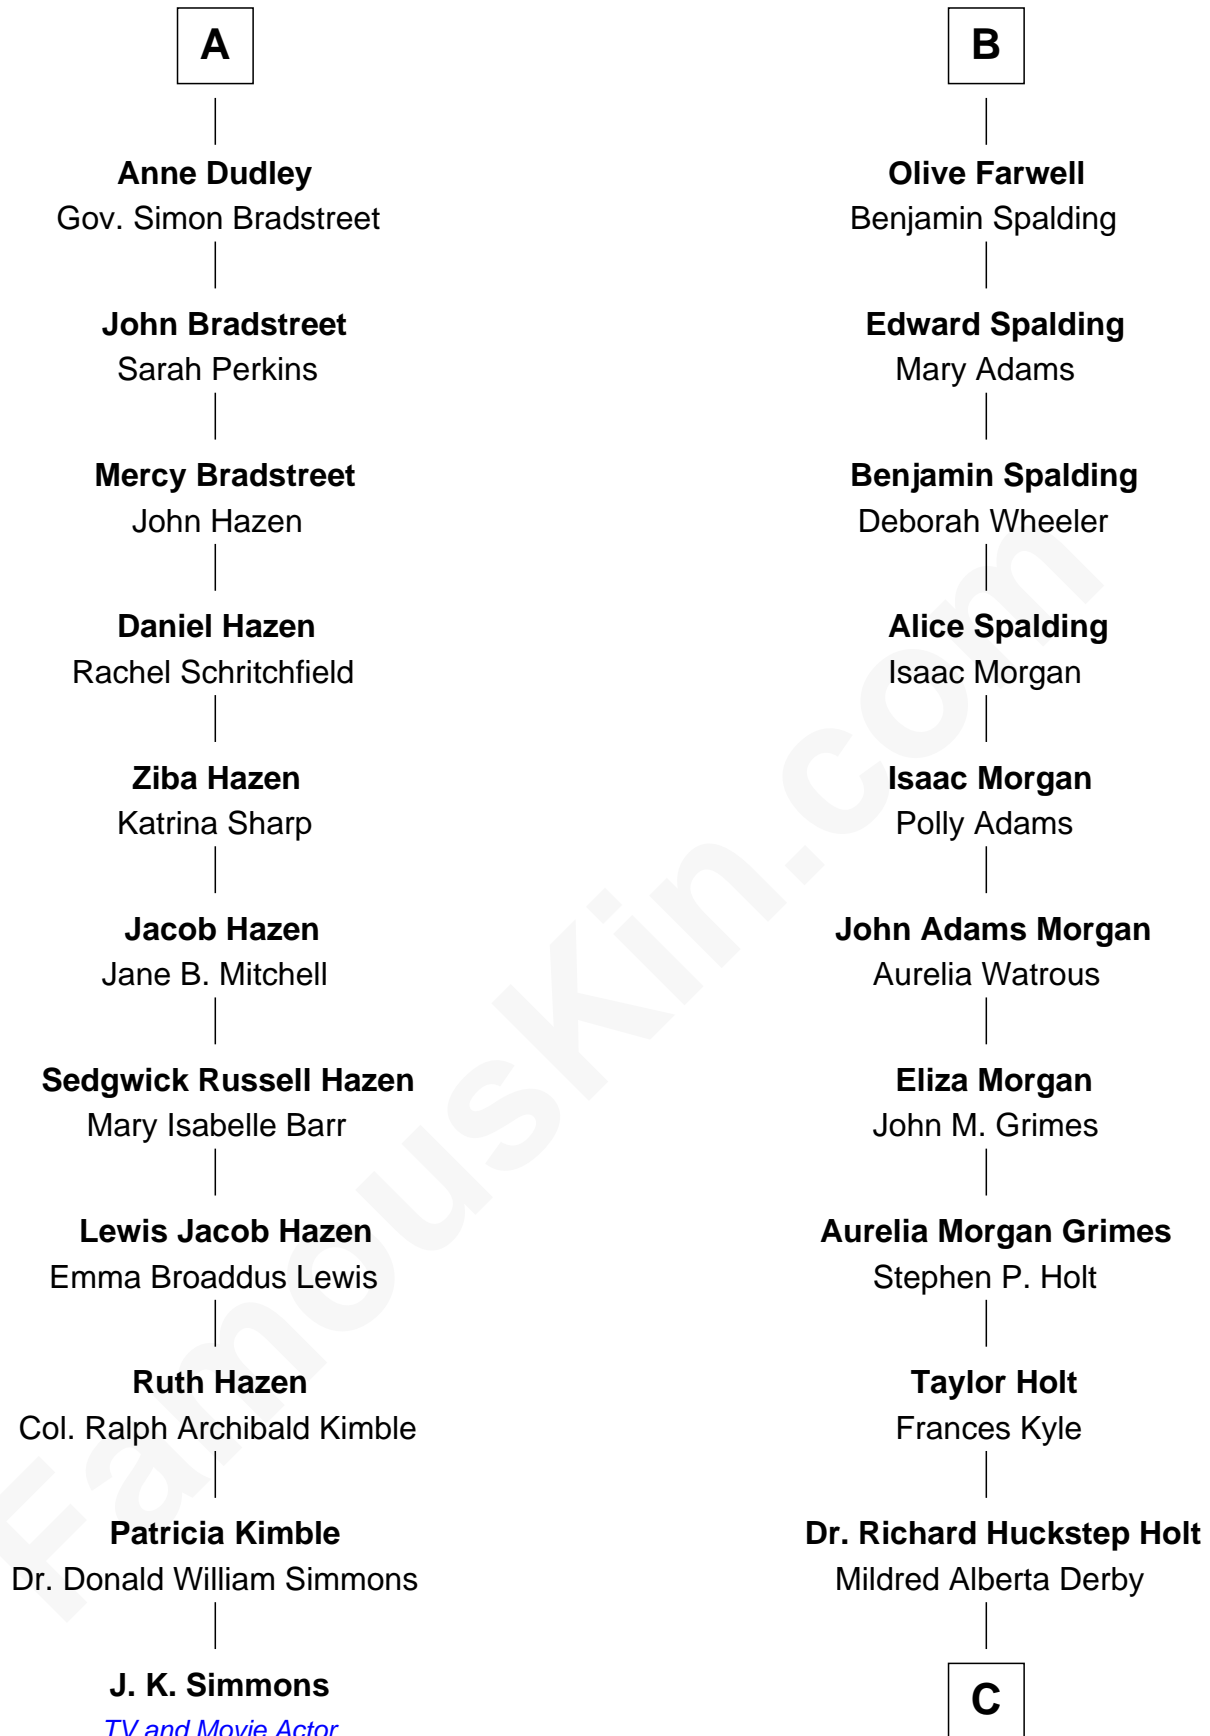 A
Anne Dudley
Gov. Simon Bradstreet
John Bradstreet
Sarah Perkins
Mercy Bradstreet
John Hazen
Daniel Hazen
Rachel Schritchfield
Ziba Hazen
Katrina Sharp
Jacob Hazen
Jane B. Mitchell
Sedgwick Russell Hazen
Mary Isabelle Barr
Lewis Jacob Hazen
Emma Broaddus Lewis
Ruth Hazen
Col. Ralph Archibald Kimble
Patricia Kimble
Dr. Donald William Simmons
J. K. Simmons
TV and Movie Actor
B
Olive Farwell
Benjamin Spalding
Edward Spalding
Mary Adams
Benjamin Spalding
Deborah Wheeler
Alice Spalding
Isaac Morgan
Isaac Morgan
Polly Adams
John Adams Morgan
Aurelia Watrous
Eliza Morgan
John M. Grimes
Aurelia Morgan Grimes
Stephen P. Holt
Taylor Holt
Frances Kyle
Dr. Richard Huckstep Holt
Mildred Alberta Derby
C
FamousKin.com